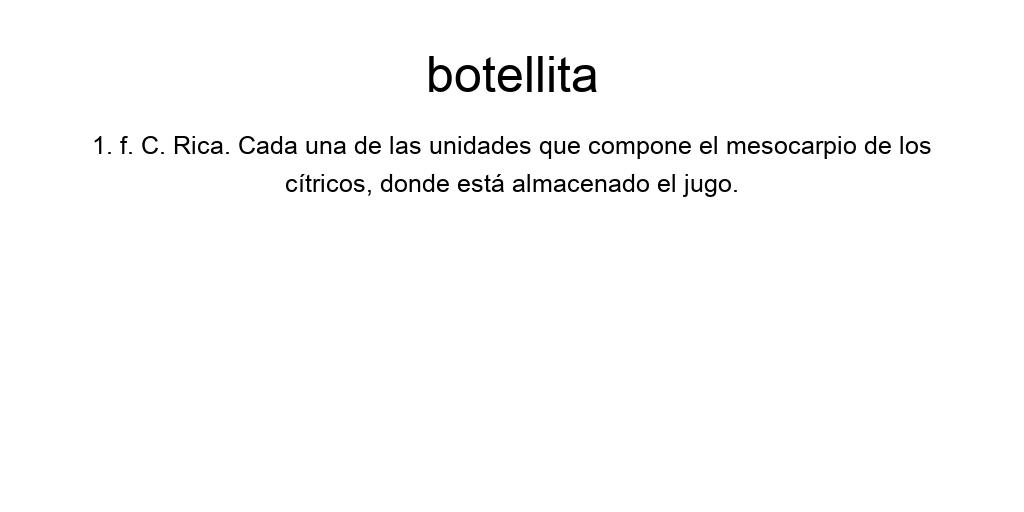 botellita
1. f. C. Rica. Cada una de las unidades que compone el mesocarpio de los
cítricos, donde está almacenado el jugo.